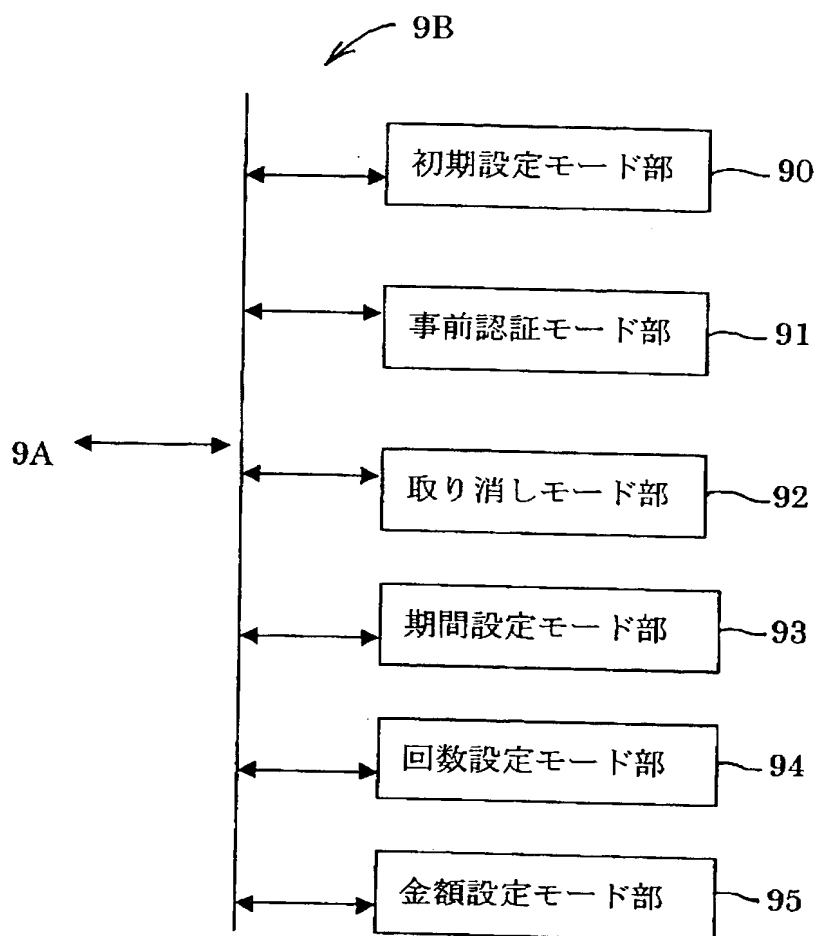 9B
初期設定モード部 90
事前認証モード部 91
9A
取り消しモード部 92
期間設定モード部 93
回数設定モード部 94
金額設定モード部 95